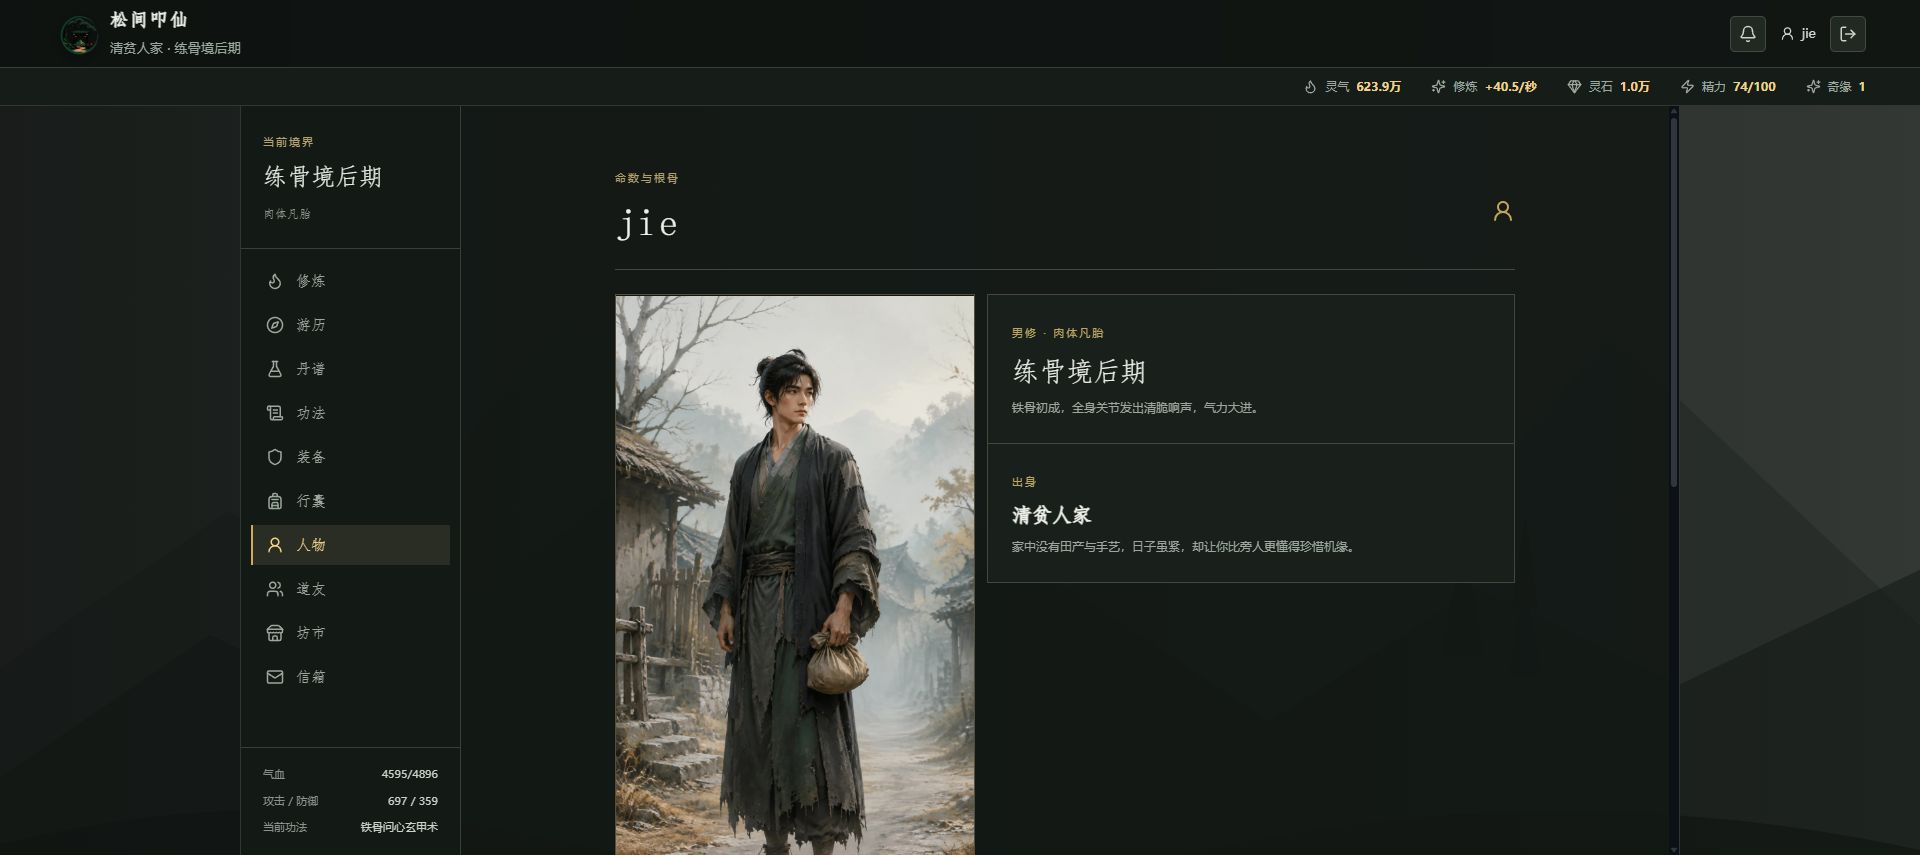 松间叩仙
清贫人家 · 练骨境后期
jie
灵气 623.9万
修炼 +40.5/秒
灵石 1.0万
精力 74/100
奇缘 1
当前境界
练骨境后期
肉体凡胎
修炼
游历
丹谱
功法
装备
行囊
人物
道友
坊市
信箱
气血 4595/4896
攻击 / 防御 697 / 359
当前功法 铁骨问心玄甲术
命数与根骨
jie
男修 · 肉体凡胎
练骨境后期
铁骨初成，全身关节发出清脆响声，气力大进。
出身
清贫人家
家中没有田产与手艺，日子虽紧，却让你比旁人更懂得珍惜机缘。